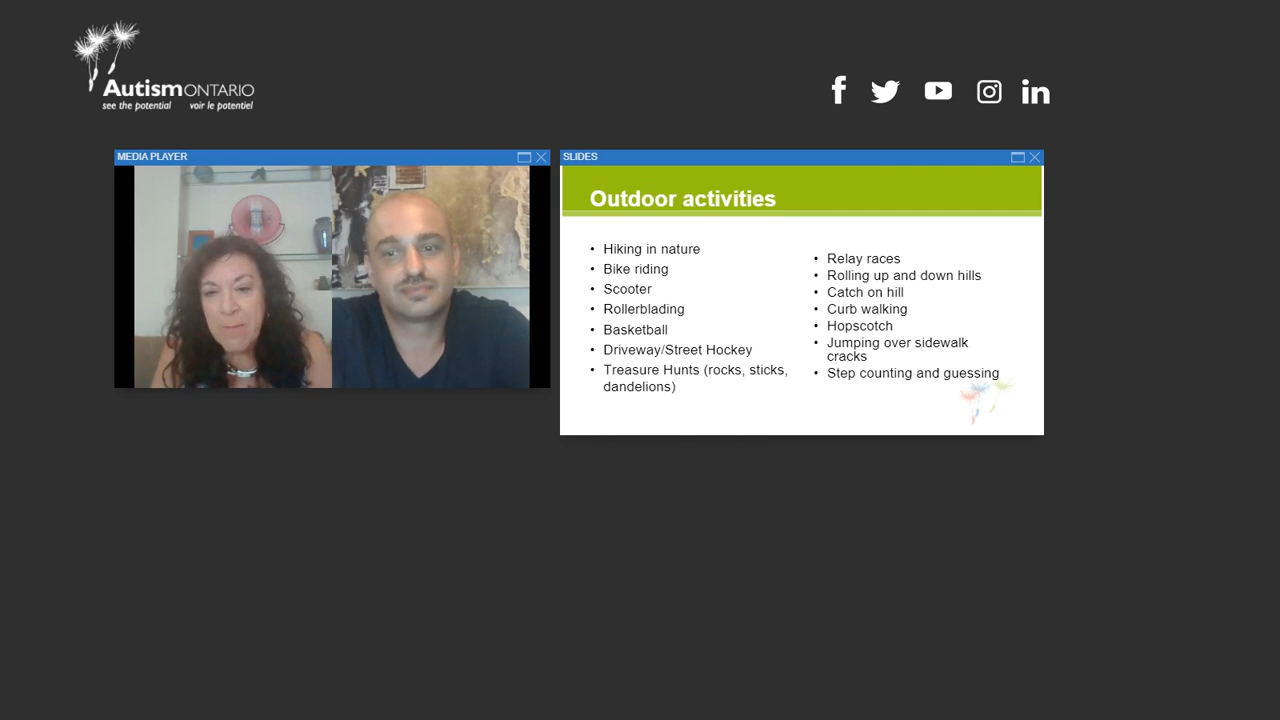 Autism ONTARIO
see the potential voir le potentiel
MEDIA PLAYER
SLIDES
Outdoor activities
• Hiking in nature
• Bike riding
• Scooter
• Rollerblading
• Basketball
• Driveway/Street Hockey
• Treasure Hunts (rocks, sticks,
dandelions)
• Relay races
• Rolling up and down hills
• Catch on hill
• Curb walking
• Hopscotch
• Jumping over sidewalk
cracks
• Step counting and guessing